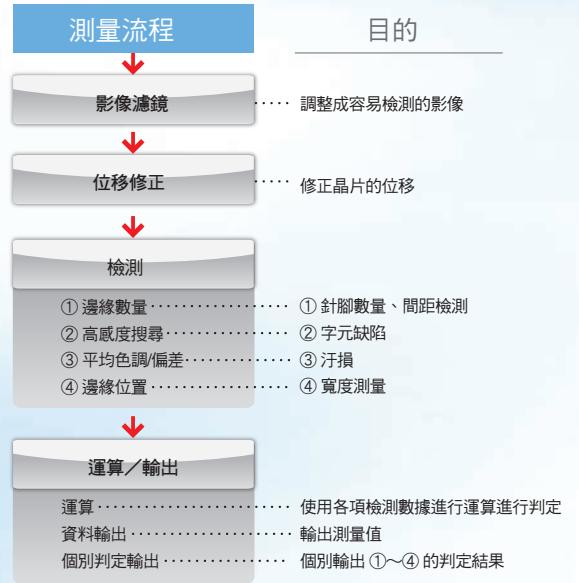 測量流程 目的
影像濾鏡 ····· 調整成容易檢測的影像
位移修正 ····· 修正晶片的位移
檢測
① 邊緣數量 ················· ① 針腳數量、間距檢測
② 高感度搜尋 ··············· ② 字元缺陷
③ 平均色調/偏差 ············· ③ 汙損
④ 邊緣位置 ················· ④ 寬度測量
運算／輸出
運算 ························ 使用各項檢測數據進行運算進行判定
資料輸出 ···················· 輸出測量值
個別判定輸出 ················ 個別輸出 ①～④ 的判定結果